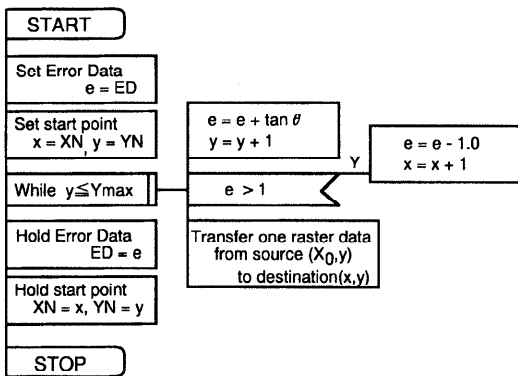 START
Set Error Data
e = ED
Set start point
x = XN, y = YN
While y≦Ymax
e = e + tan θ
y = y + 1
e > 1
Y
e = e - 1.0
x = x + 1
Transfer one raster data
from source (X₀,y)
to destination(x,y)
Hold Error Data
ED = e
Hold start point
XN = x, YN = y
STOP